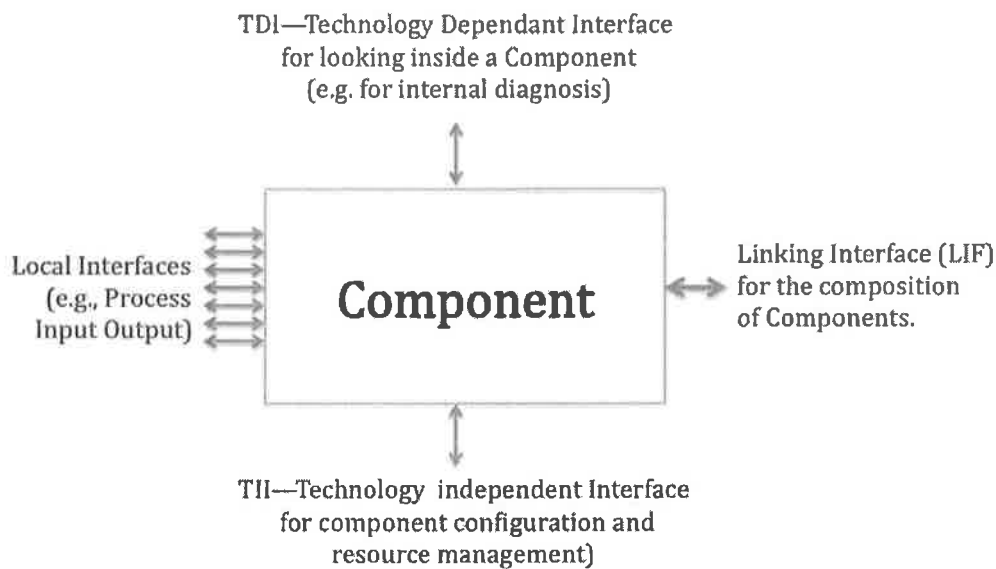 TDI—Technology Dependant Interface
for looking inside a Component
(e.g. for internal diagnosis)
Local Interfaces
(e.g., Process
Input Output)
Component
Linking Interface (LIF)
for the composition
of Components.
TII—Technology independent Interface
for component configuration and
resource management)